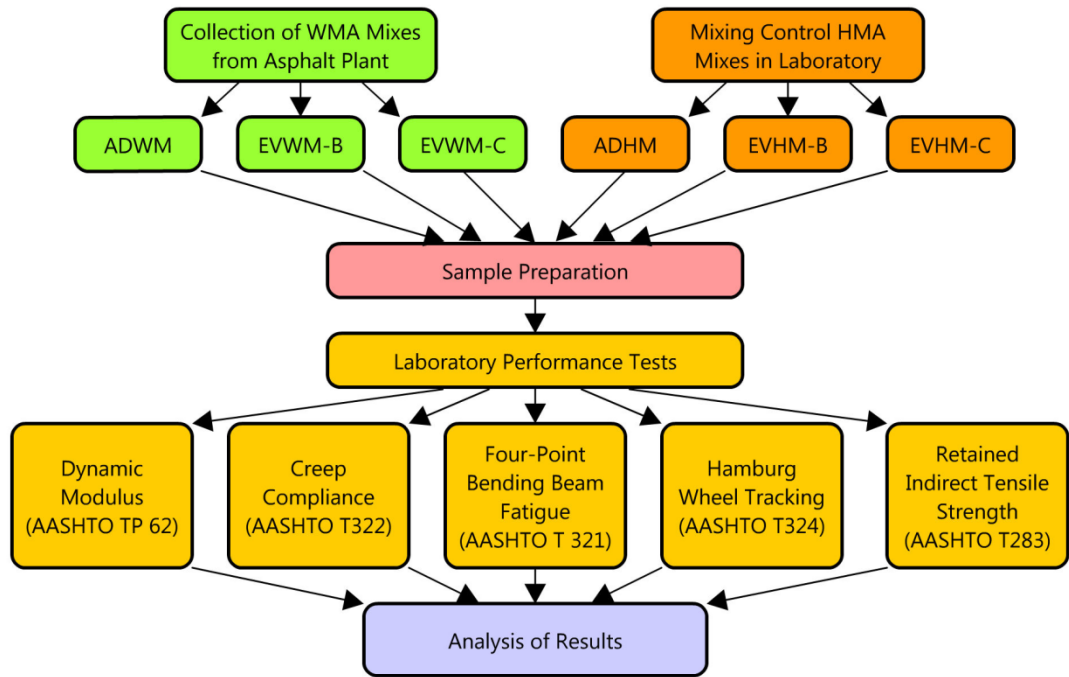 Collection of WMA Mixes
from Asphalt Plant
Mixing Control HMA
Mixes in Laboratory
ADWM
EVWM-B
EVWM-C
ADHM
EVHM-B
EVHM-C
Sample Preparation
Laboratory Performance Tests
Dynamic
Modulus
(AASHTO TP 62)
Creep
Compliance
(AASHTO T322)
Four-Point
Bending Beam
Fatigue
(AASHTO T 321)
Hamburg
Wheel Tracking
(AASHTO T324)
Retained
Indirect Tensile
Strength
(AASHTO T283)
Analysis of Results